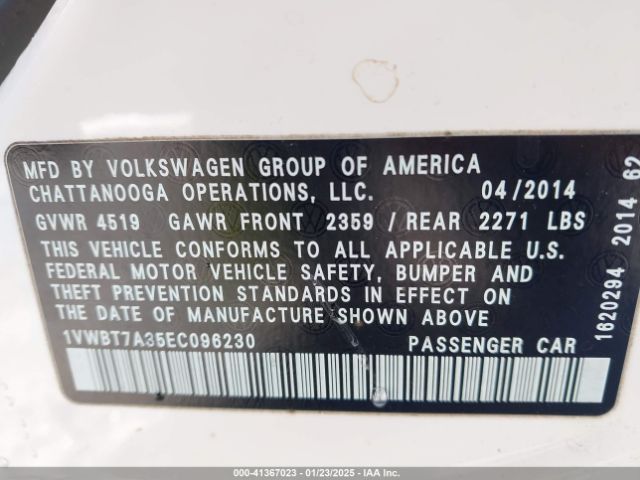 MFD BY VOLKSWAGEN GROUP OF AMERICA
CHATTANOOGA OPERATIONS, LLC. 04/2014
GVWR 4519 GAWR FRONT 2359 / REAR 2271 LBS
THIS VEHICLE CONFORMS TO ALL APPLICABLE U.S.
FEDERAL MOTOR VEHICLE SAFETY, BUMPER AND
THEFT PREVENTION STANDARDS IN EFFECT ON
THE DATE OF MANUFACTURE SHOWN ABOVE
1VWBT7A35EC096230 PASSENGER CAR
1620294 2014 62
000-41367023 - 01/23/2025 - IAA Inc.